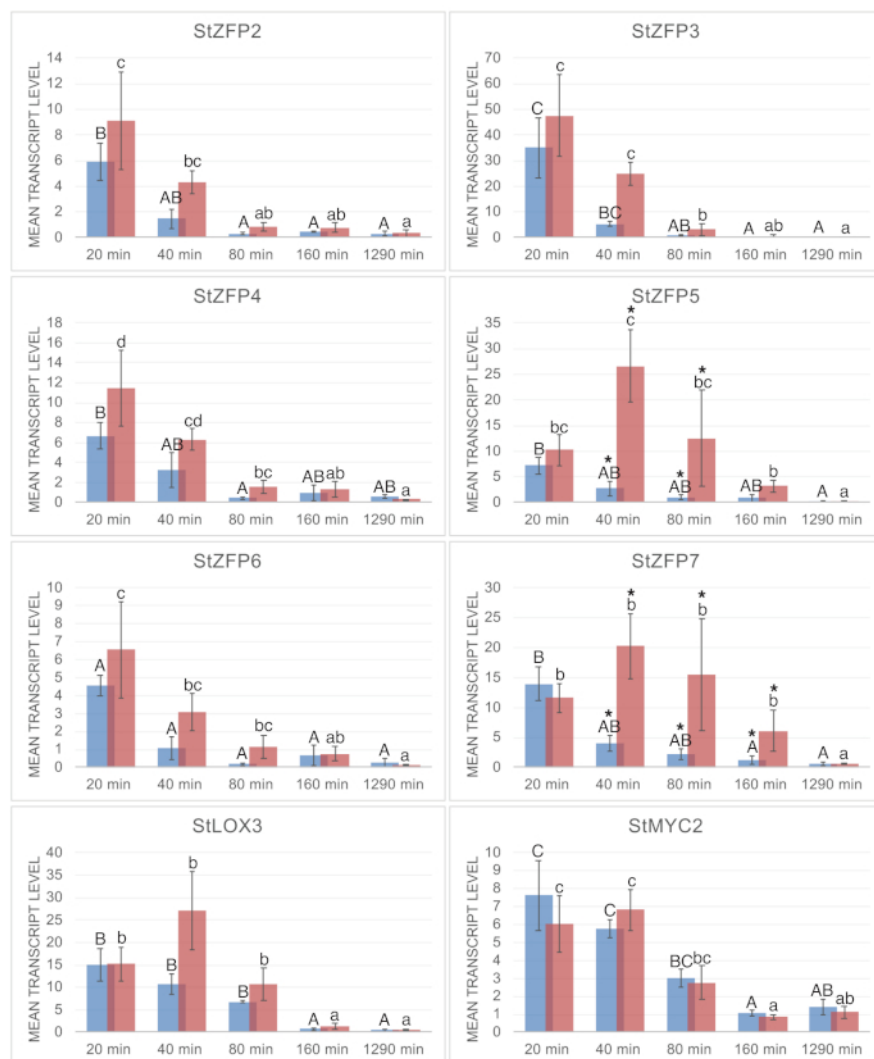 StZFP2
MEAN TRANSCRIPT LEVEL
14
12
10
8
6
4
2
0
B
c
AB
bc
A
ab
A
ab
A
a
20 min 40 min 80 min 160 min 1290 min
StZFP3
MEAN TRANSCRIPT LEVEL
70
60
50
40
30
20
10
0
C
c
BC
c
AB
b
A
ab
A
a
20 min 40 min 80 min 160 min 1290 min
StZFP4
MEAN TRANSCRIPT LEVEL
18
16
14
12
10
8
6
4
2
0
B
d
AB
cd
A
bc
AB
ab
AB
a
20 min 40 min 80 min 160 min 1290 min
StZFP5
MEAN TRANSCRIPT LEVEL
35
30
25
20
15
10
5
0
B
bc
*
AB
*
c
*
AB
*
bc
AB
b
A
a
20 min 40 min 80 min 160 min 1290 min
StZFP6
MEAN TRANSCRIPT LEVEL
10
9
8
7
6
5
4
3
2
1
0
A
c
A
bc
A
bc
A
ab
A
a
20 min 40 min 80 min 160 min 1290 min
StZFP7
MEAN TRANSCRIPT LEVEL
30
25
20
15
10
5
0
B
b
*
AB
*
b
*
AB
*
b
*
A
*
b
A
a
20 min 40 min 80 min 160 min 1290 min
StLOX3
MEAN TRANSCRIPT LEVEL
40
35
30
25
20
15
10
5
0
B
b
B
b
B
b
A
a
A
a
20 min 40 min 80 min 160 min 1290 min
StMYC2
MEAN TRANSCRIPT LEVEL
10
9
8
7
6
5
4
3
2
1
0
C
c
C
c
BC
bc
A
a
AB
ab
20 min 40 min 80 min 160 min 1290 min